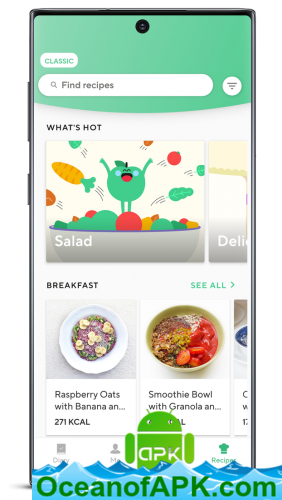 CLASSIC
Find recipes
WHAT'S HOT
Salad
Deli
BREAKFAST
SEE ALL
Raspberry Oats
with Banana an...
271 KCAL
Smoothie Bowl
with Granola an...
KCAL
C
w
2
Di
M
Recipes
APK
OceanofAPK.com